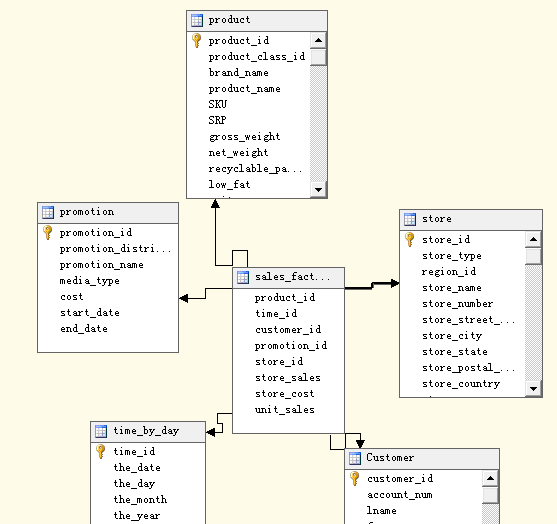 product
product_id
product_class_id
brand_name
product_name
SKU
SRP
gross_weight
net_weight
recyclable_pa...
low_fat
promotion
promotion_id
promotion_distri...
promotion_name
media_type
cost
start_date
end_date
store
store_id
store_type
region_id
store_name
store_number
store_street_...
store_city
store_state
store_postal_...
store_country
sales_fact...
product_id
time_id
customer_id
promotion_id
store_id
store_sales
store_cost
unit_sales
time_by_day
time_id
the_date
the_day
the_month
the_year
Customer
customer_id
account_num
lname